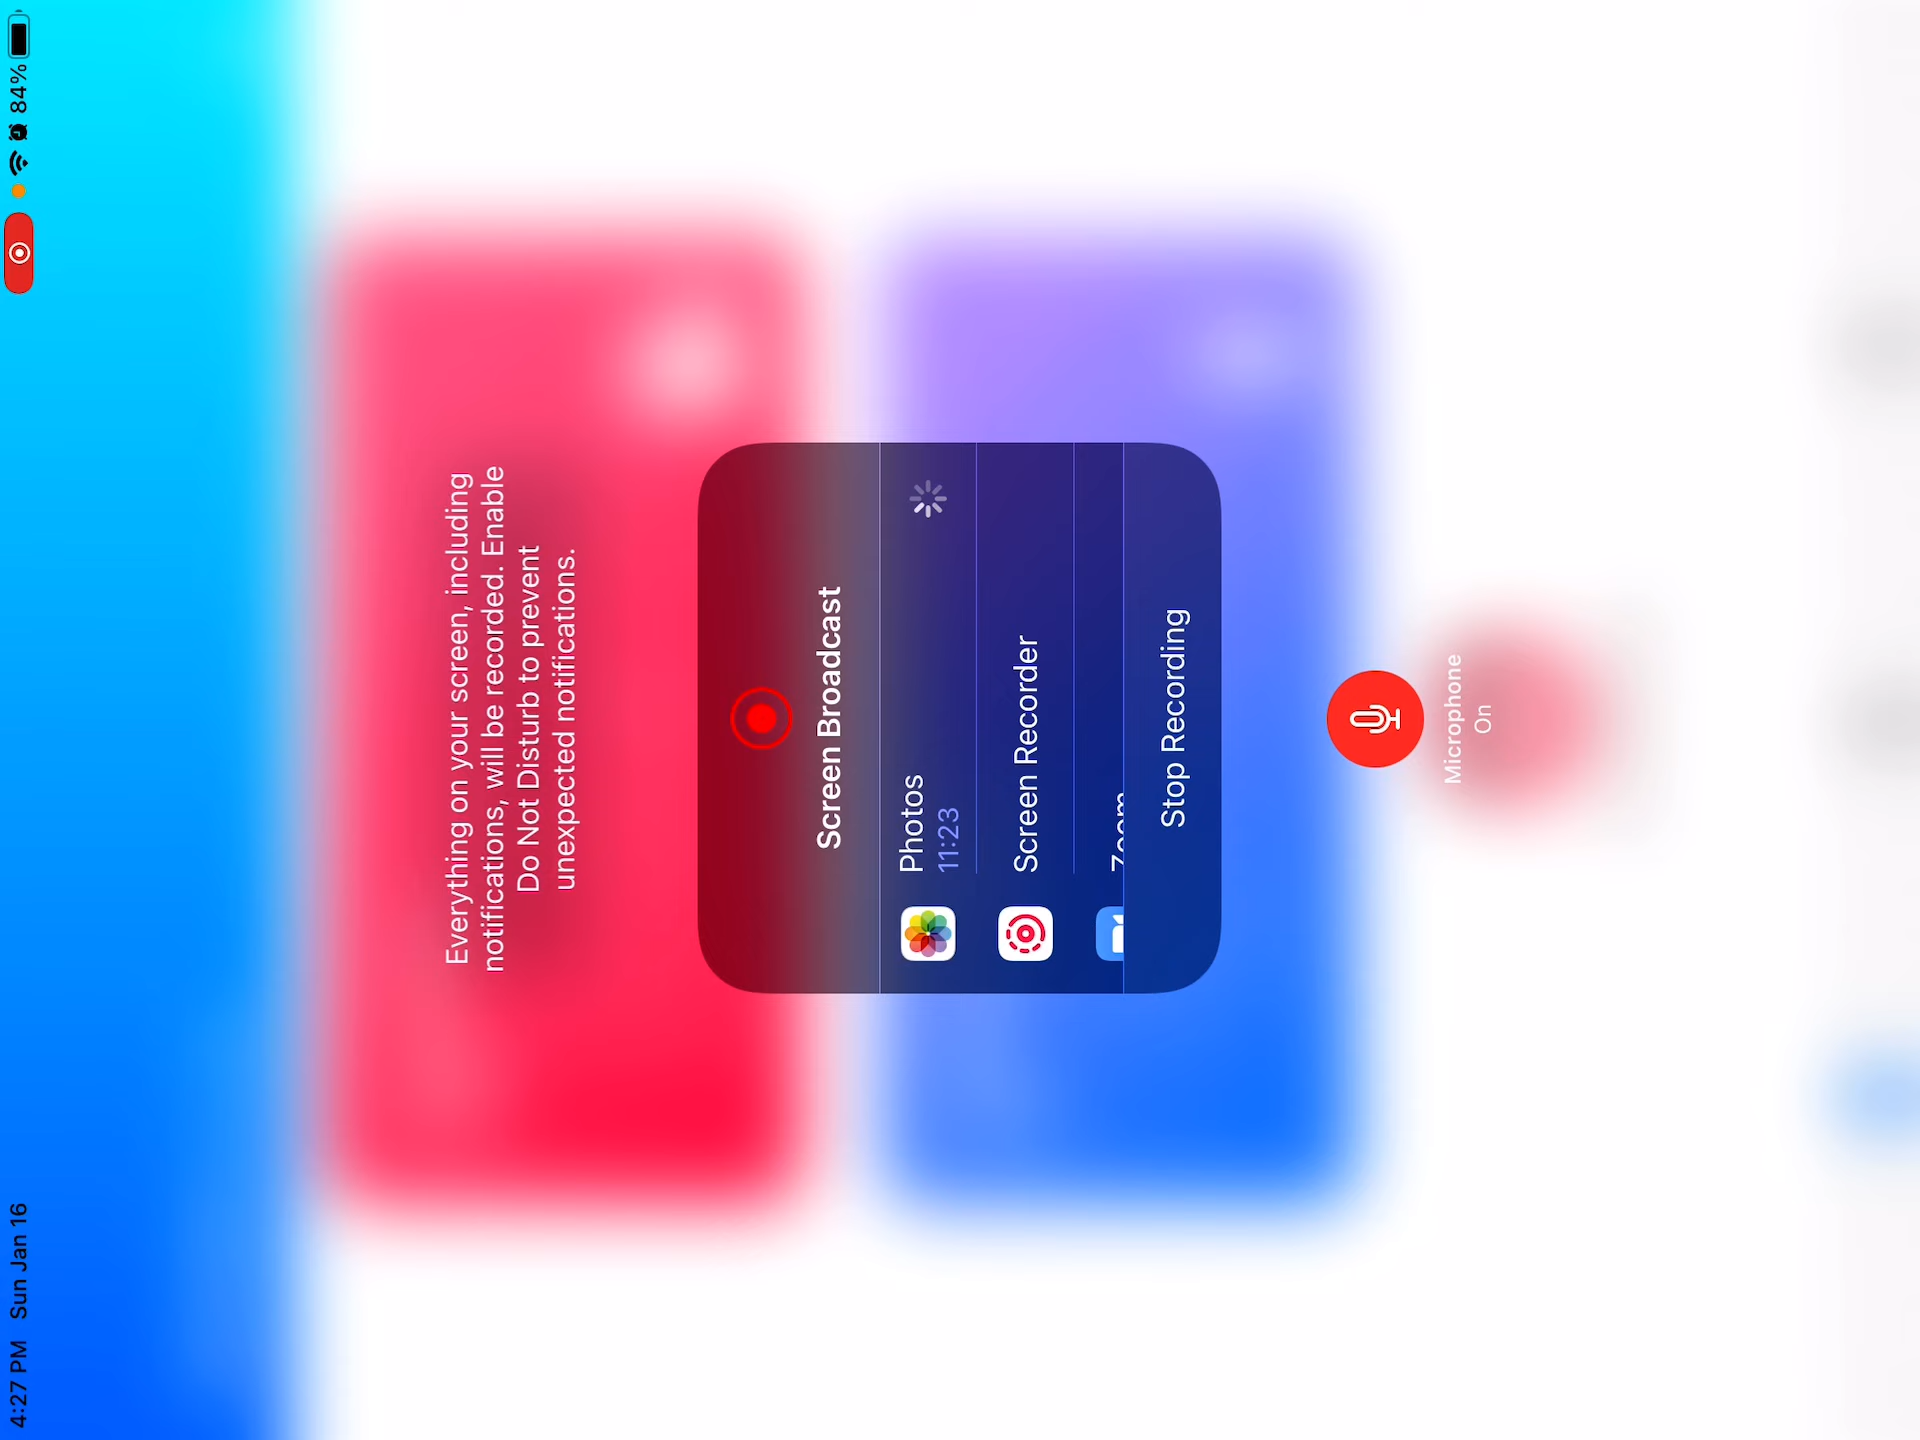 4:27 PM Sun Jan 16
84%
Everything on your screen, including
notifications, will be recorded. Enable
Do Not Disturb to prevent
unexpected notifications.
Screen Broadcast
Photos
11:23
Screen Recorder
Zoom
Stop Recording
Microphone
On